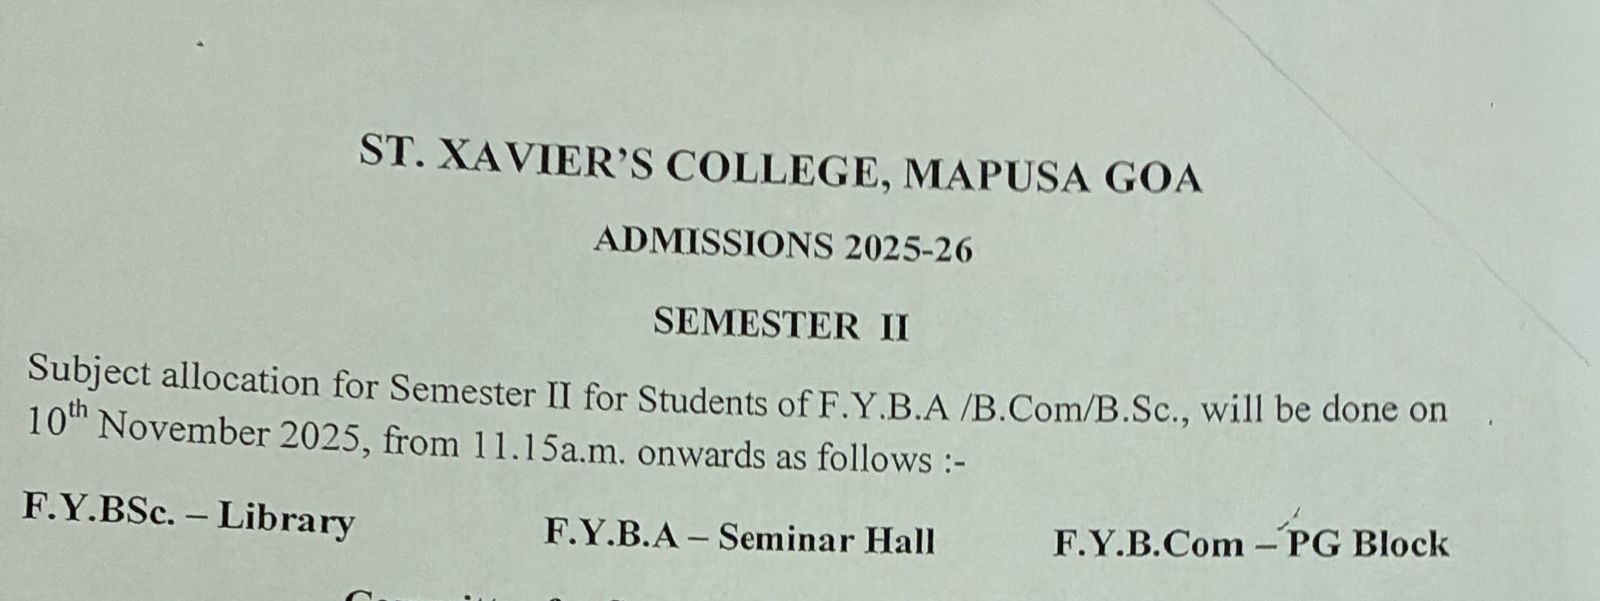 ST. XAVIER'S COLLEGE, MAPUSA GOA
ADMISSIONS 2025-26
SEMESTER II
Subject allocation for Semester II for Students of F.Y.B.A /B.Com/B.Sc., will be done on
10th November 2025, from 11.15a.m. onwards as follows :-
F.Y.BSc. – Library F.Y.B.A – Seminar Hall F.Y.B.Com – PG Block